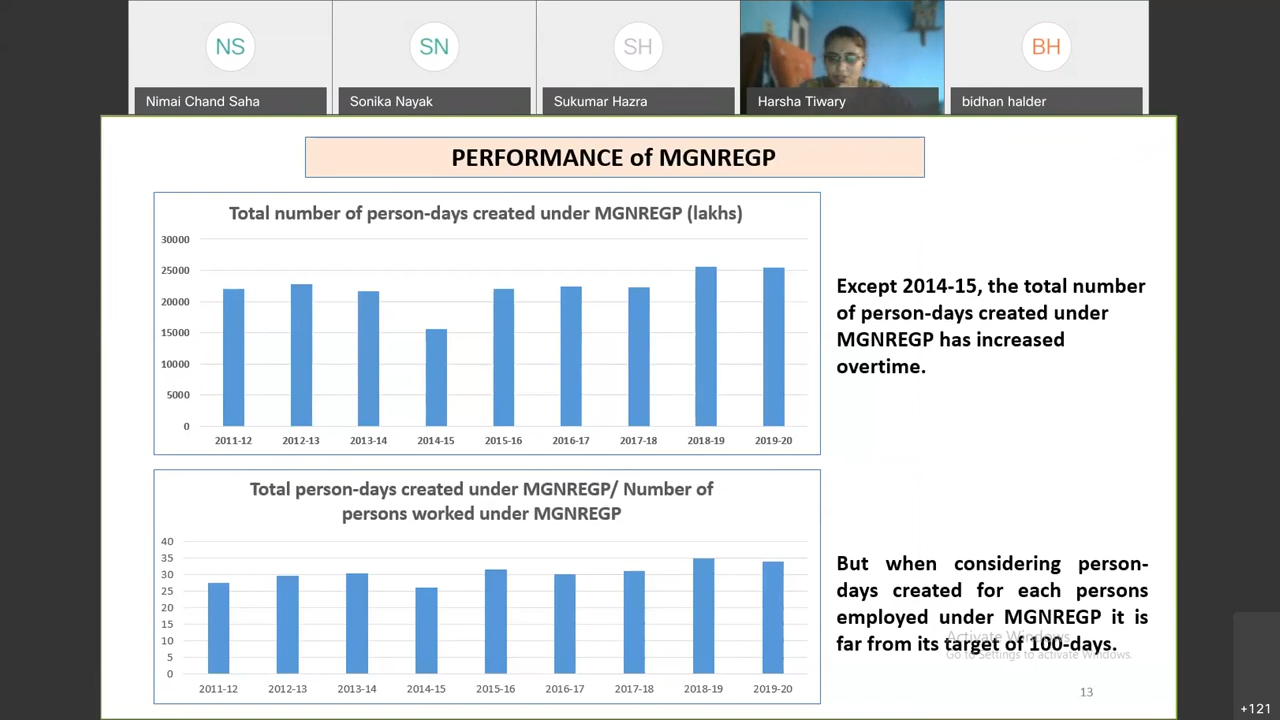 NS
SN
SH
BH
Nimai Chand Saha
Sonika Nayak
Sukumar Hazra
Harsha Tiwary
bidhan halder
PERFORMANCE of MGNREGP
Total number of person-days created under MGNREGP (lakhs)
30000
25000
20000
15000
10000
5000
0
2011-12 2012-13 2013-14 2014-15 2015-16 2016-17 2017-18 2018-19 2019-20
Except 2014-15, the total number
of person-days created under
MGNREGP has increased
overtime.
Total person-days created under MGNREGP/ Number of
persons worked under MGNREGP
40
35
30
25
20
15
10
5
0
2011-12 2012-13 2013-14 2014-15 2015-16 2016-17 2017-18 2018-19 2019-20
But when considering person-
days created for each persons
employed under MGNREGP it is
far from its target of 100-days.
Activate Windows
Go to Settings to activate Windows.
13
+121